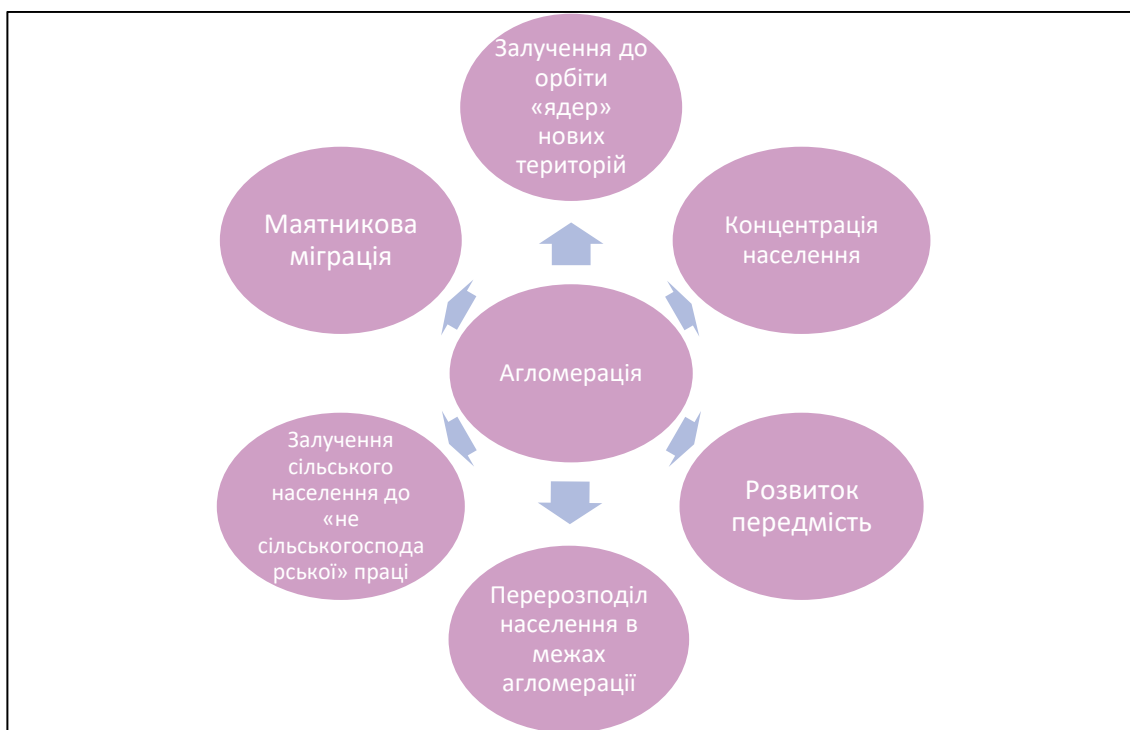 Залучення до
орбіти
«ядер»
нових
територій
Маятникова
міграція
Концентрація
населення
Агломерація
Залучення
сільського
населення до
«не
сільськогоспода
рської» праці
Розвиток
передмість
Перерозподіл
населення в
межах
агломерації